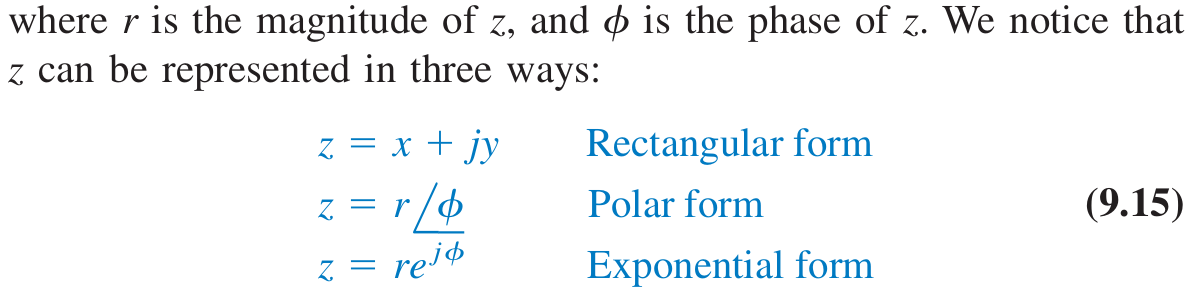 where r is the magnitude of z, and ϕ is the phase of z. We notice that
z can be represented in three ways:
z = x + jy Rectangular form
z = r∠ϕ Polar form (9.15)
z = re^{jϕ} Exponential form